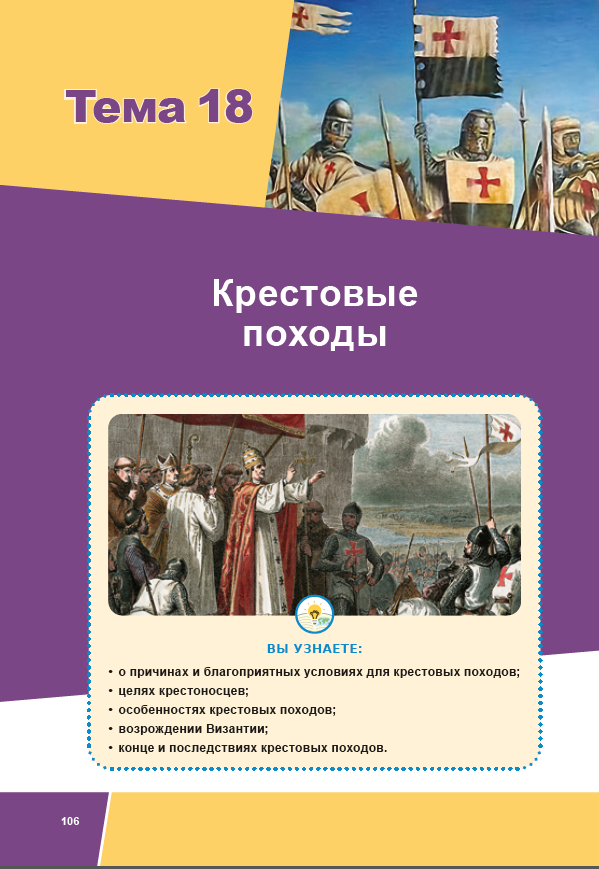 Тема 18
Крестовые
походы
ВЫ УЗНАЕТЕ:
• о причинах и благоприятных условиях для крестовых походов;
• целях крестоносцев;
• особенностях крестовых походов;
• возрождении Византии;
• конце и последствиях крестовых походов.
106